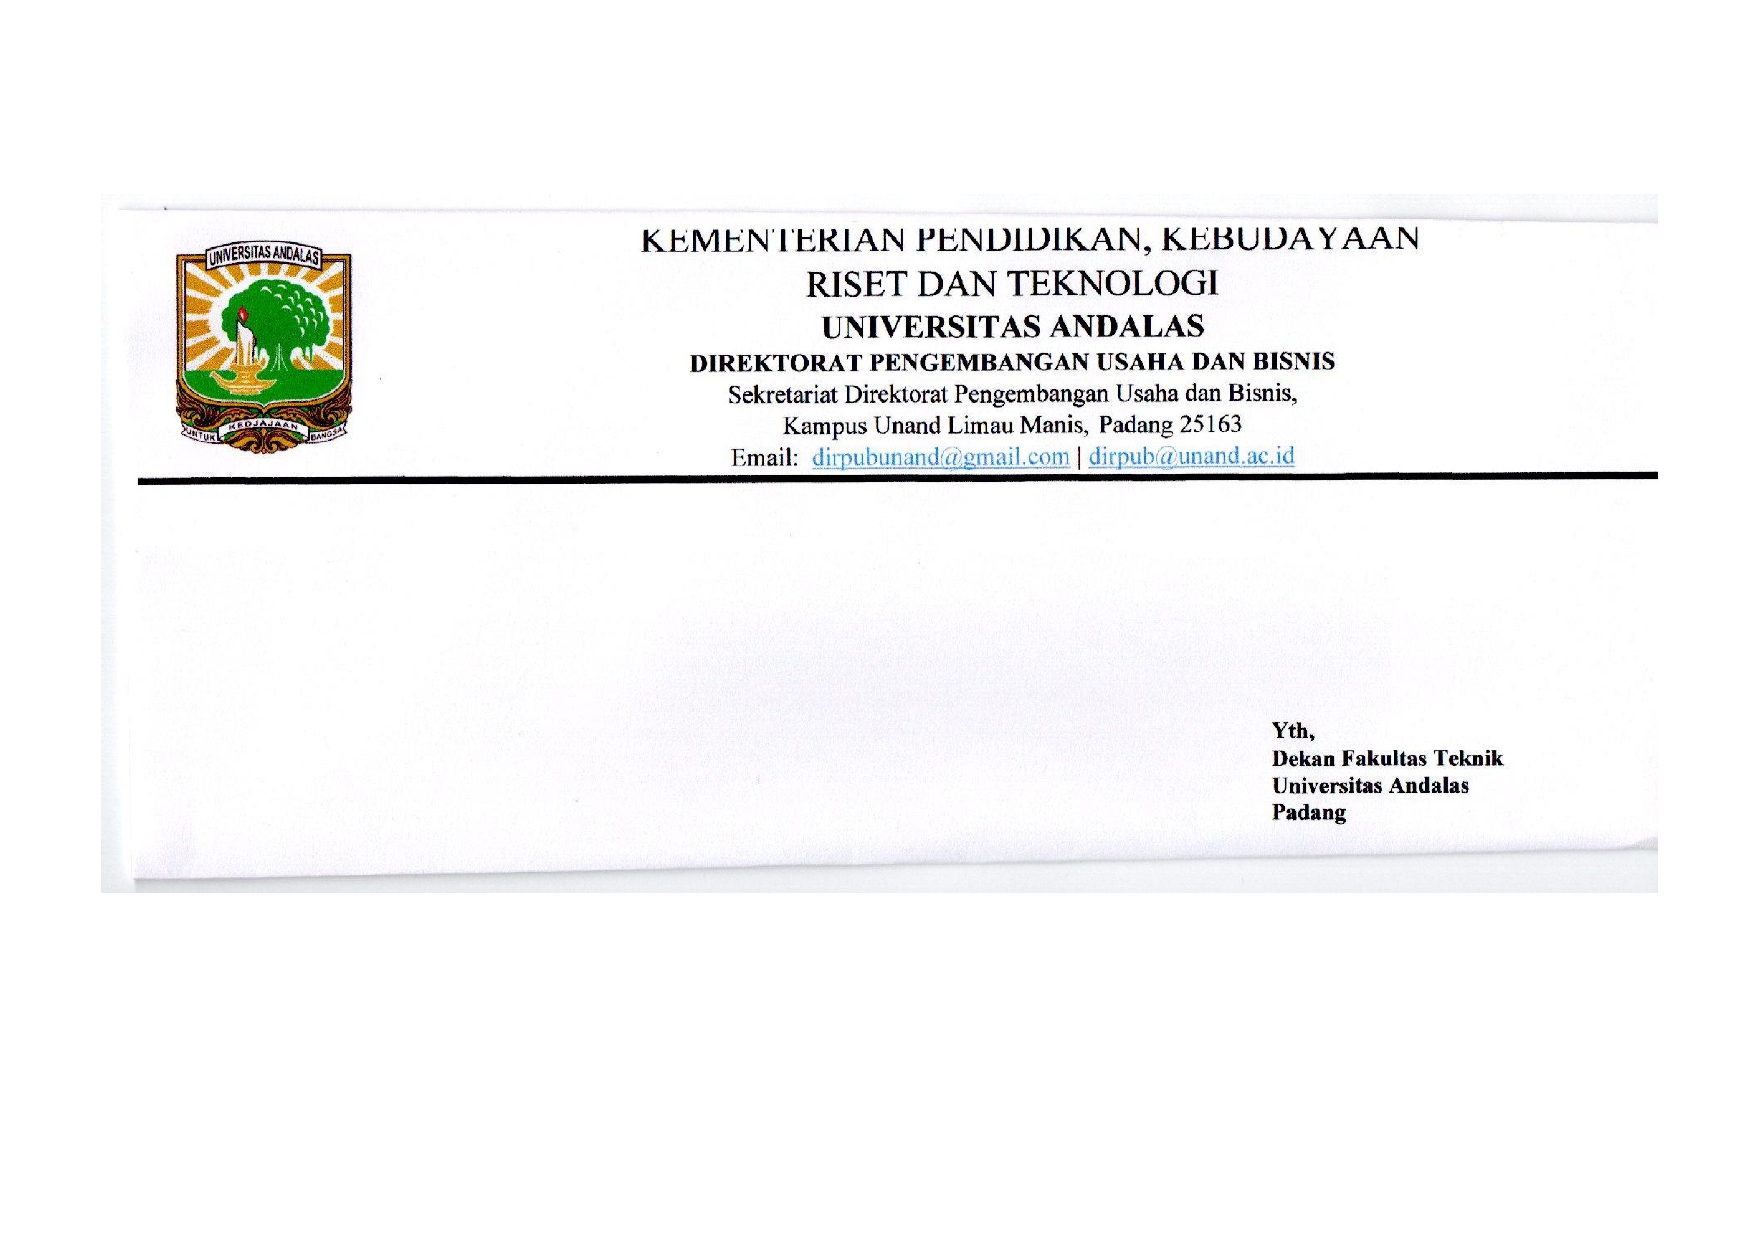 UNIVERSITAS ANDALAS
UNTUK KEDJAJAAN BANGSA
KEMENTERIAN PENDIDIKAN, KEBUDAYAAN
RISET DAN TEKNOLOGI
UNIVERSITAS ANDALAS
DIREKTORAT PENGEMBANGAN USAHA DAN BISNIS
Sekretariat Direktorat Pengembangan Usaha dan Bisnis,
Kampus Unand Limau Manis, Padang 25163
Email: dirpubunand@gmail.com | dirpub@unand.ac.id
Yth,
Dekan Fakultas Teknik
Universitas Andalas
Padang